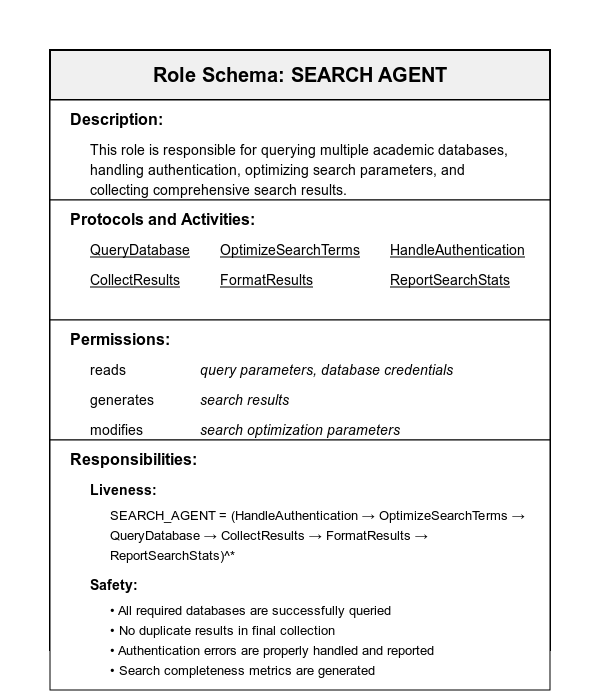 Role Schema: SEARCH AGENT
Description:
This role is responsible for querying multiple academic databases,
handling authentication, optimizing search parameters, and
collecting comprehensive search results.
Protocols and Activities:
QueryDatabase OptimizeSearchTerms HandleAuthentication
CollectResults FormatResults ReportSearchStats
Permissions:
reads query parameters, database credentials
generates search results
modifies search optimization parameters
Responsibilities:
Liveness:
SEARCH_AGENT = (HandleAuthentication → OptimizeSearchTerms →
QueryDatabase → CollectResults → FormatResults →
ReportSearchStats)^*
Safety:
• All required databases are successfully queried
• No duplicate results in final collection
• Authentication errors are properly handled and reported
• Search completeness metrics are generated